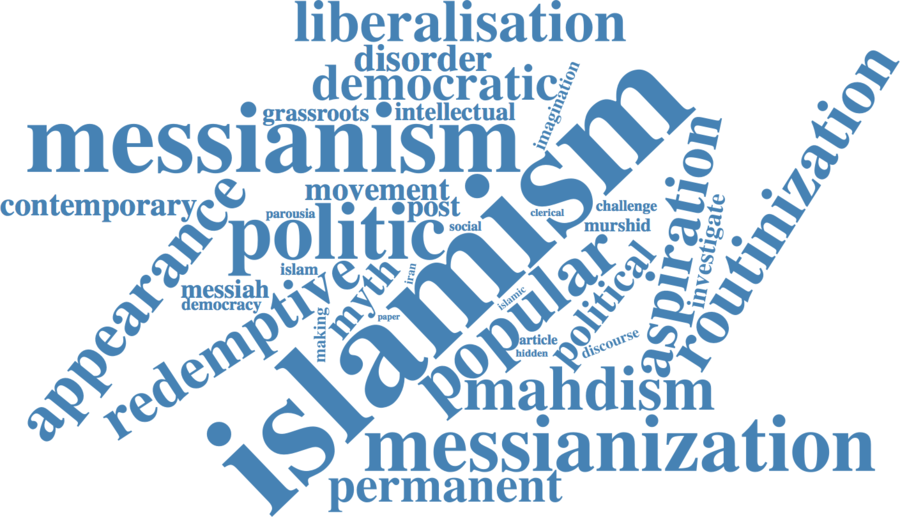 liberalisation
disorder
democratic
imagination
grassroots
intellectual
messianism
routinization
aspiration
contemporary
appearance
movement
post
parousia
politic
social
islamism
clerical
challenge
murshid
investigate
islam
iran
messiah
democracy
redemptive
myth
making
paper
islamic
popular
political
article
hidden
discourse
mahdism
messianization
permanent